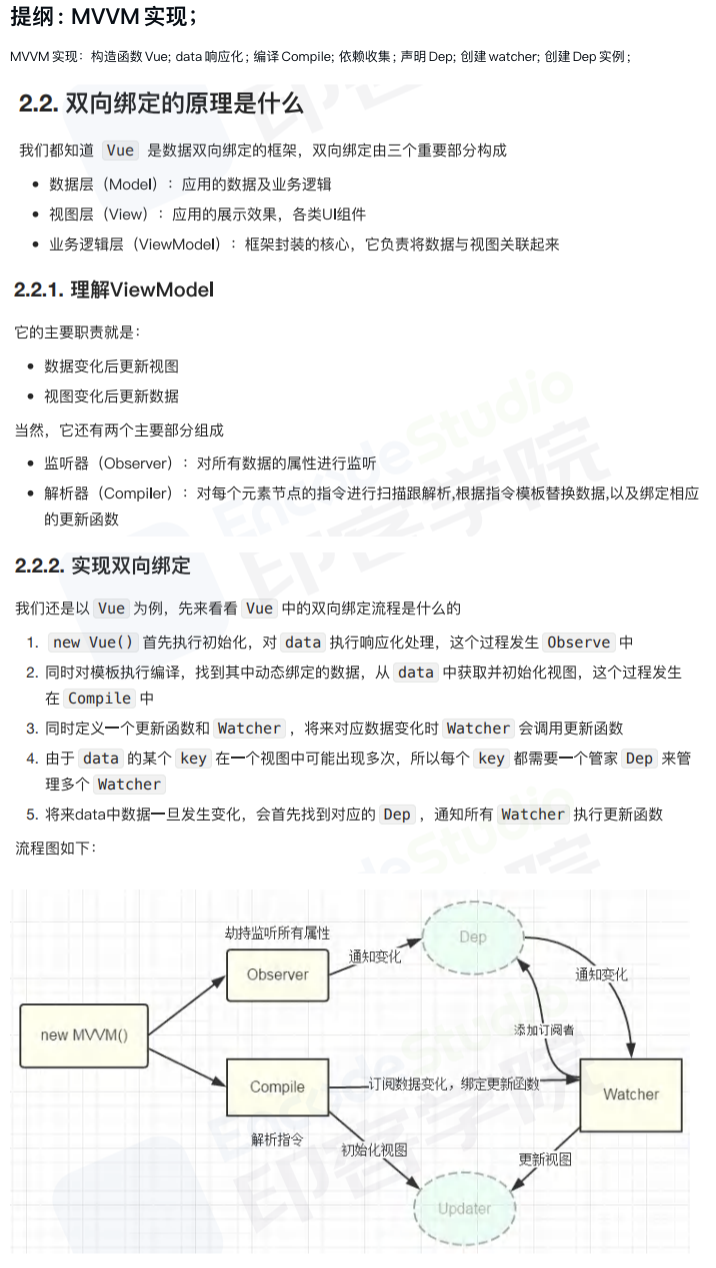 提纲：MVVM 实现；
MVVM 实现：构造函数 Vue; data 响应化；编译 Compile; 依赖收集；声明 Dep; 创建 watcher; 创建 Dep 实例；
2.2. 双向绑定的原理是什么
我们都知道 Vue 是数据双向绑定的框架，双向绑定由三个重要部分构成
• 数据层（Model）：应用的数据及业务逻辑
• 视图层（View）：应用的展示效果，各类UI组件
• 业务逻辑层（ViewModel）：框架封装的核心，它负责将数据与视图关联起来
2.2.1. 理解ViewModel
它的主要职责就是：
• 数据变化后更新视图
• 视图变化后更新数据
当然，它还有两个主要部分组成
• 监听器（Observer）：对所有数据的属性进行监听
• 解析器（Compiler）：对每个元素节点的指令进行扫描跟解析,根据指令模板替换数据,以及绑定相应
的更新函数
2.2.2. 实现双向绑定
我们还是以 Vue 为例，先来看看 Vue 中的双向绑定流程是什么的
1. new Vue() 首先执行初始化，对 data 执行响应化处理，这个过程发生 Observe 中
2. 同时对模板执行编译，找到其中动态绑定的数据，从 data 中获取并初始化视图，这个过程发生
在 Compile 中
3. 同时定义一个更新函数和 Watcher ，将来对应数据变化时 Watcher 会调用更新函数
4. 由于 data 的某个 key 在一个视图中可能出现多次，所以每个 key 都需要一个管家 Dep 来管
理多个 Watcher
5. 将来data中数据一旦发生变化，会首先找到对应的 Dep ，通知所有 Watcher 执行更新函数
流程图如下：
劫持监听所有属性
Observer
通知变化
Dep
通知变化
new MVVM()
添加订阅者
Compile
订阅数据变化，绑定更新函数
Watcher
解析指令
初始化视图
更新视图
Updater
EncodeStudio
印客学院